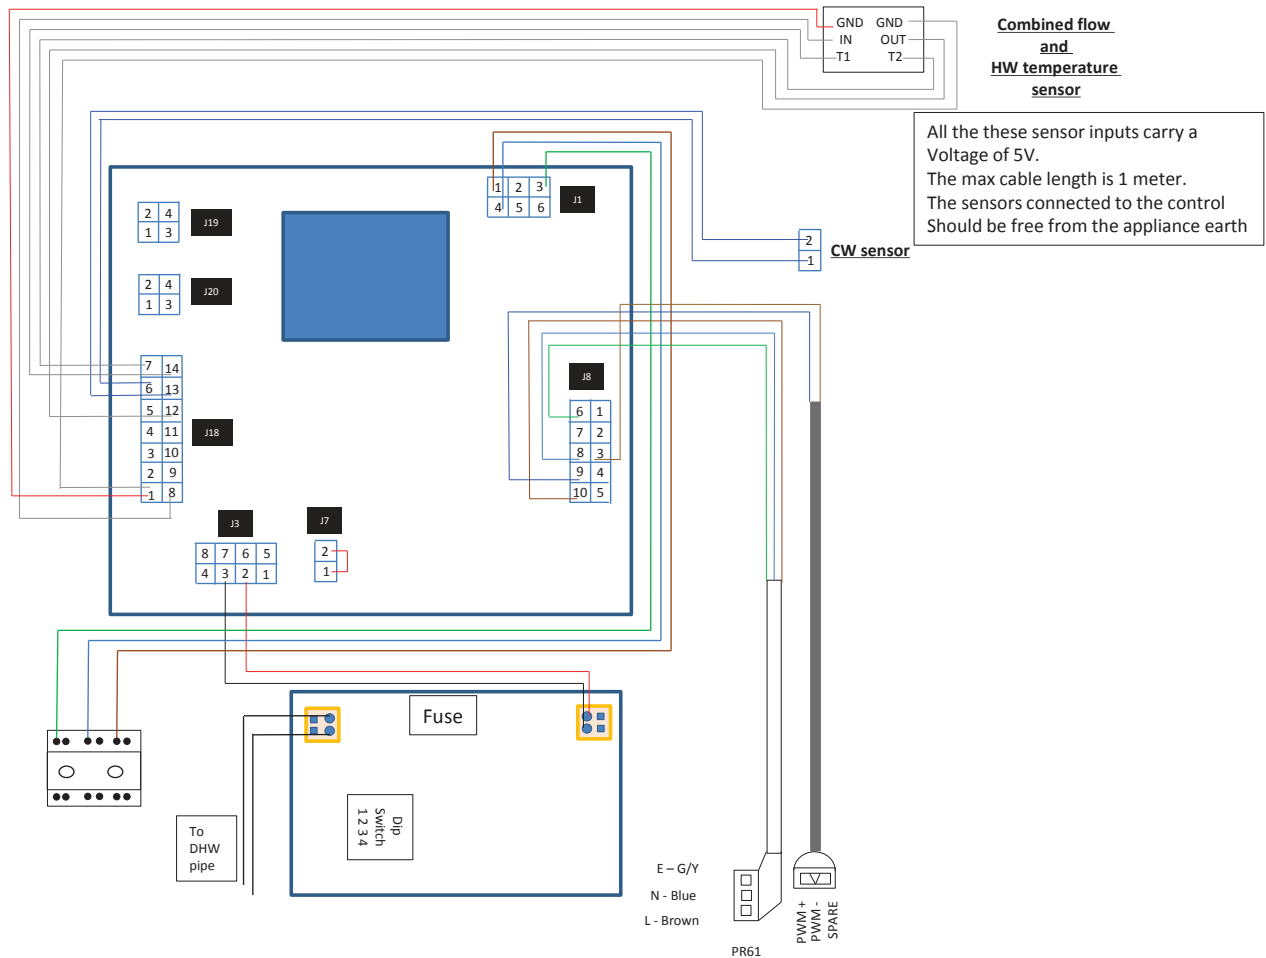 GND GND
IN OUT
T1 T2
Combined flow
and
HW temperature
sensor
All the these sensor inputs carry a
Voltage of 5V.
The max cable length is 1 meter.
The sensors connected to the control
Should be free from the appliance earth
1 2 3
4 5 6
J1
2 4
1 3
J19
2
1
CW sensor
2 4
1 3
J20
7 14
6 13
5 12
4 11
3 10
2 9
1 8
J18
J8
6 1
7 2
8 3
9 4
10 5
J3
8 7 6 5
4 3 2 1
J7
2
1
Fuse
Dip
Switch
1 2 3 4
To
DHW
pipe
E – G/Y
N - Blue
L - Brown
PR61
PWM +
PWM -
SPARE